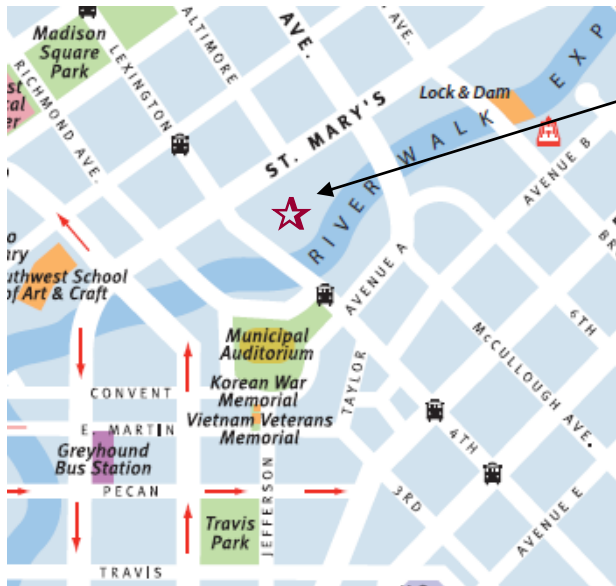 Madison
Square
Park
LEXINGTON
ALTIMORE
AVE.
AVE.
RICHMOND AVE.
ST. MARY'S
RIVER WALK EXP
Lock & Dam
AVENUE B
AVENUE A
6TH
McCULLOUGH AVE.
uthwest School
of Art & Craft
Municipal
Auditorium
Korean War
Memorial
Vietnam Veterans
Memorial
TAYLOR
CONVENT
E. MARTIN
Greyhound
Bus Station
PECAN
4TH
3RD
AVENUE E
JEFFERSON
Travis
Park
TRAVIS